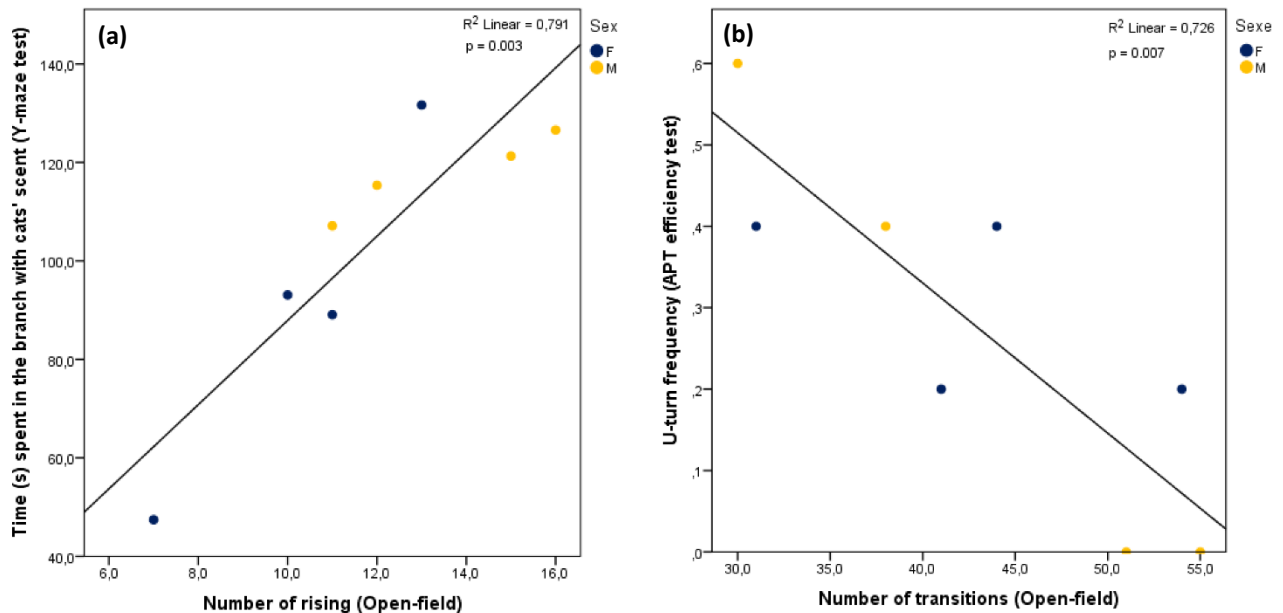 (a)
R² Linear = 0,791
p = 0.003
Sex
F
M
Time (s) spent in the branch with cats' scent (Y-maze test)
140,0
120,0
100,0
80,0
60,0
40,0
6,0 8,0 10,0 12,0 14,0 16,0
Number of rising (Open-field)
(b)
R² Linear = 0,726
p = 0.007
Sexe
F
M
U-turn frequency (APT efficiency test)
,6
,5
,4
,3
,2
,1
,0
30,0 35,0 40,0 45,0 50,0 55,0
Number of transitions (Open-field)